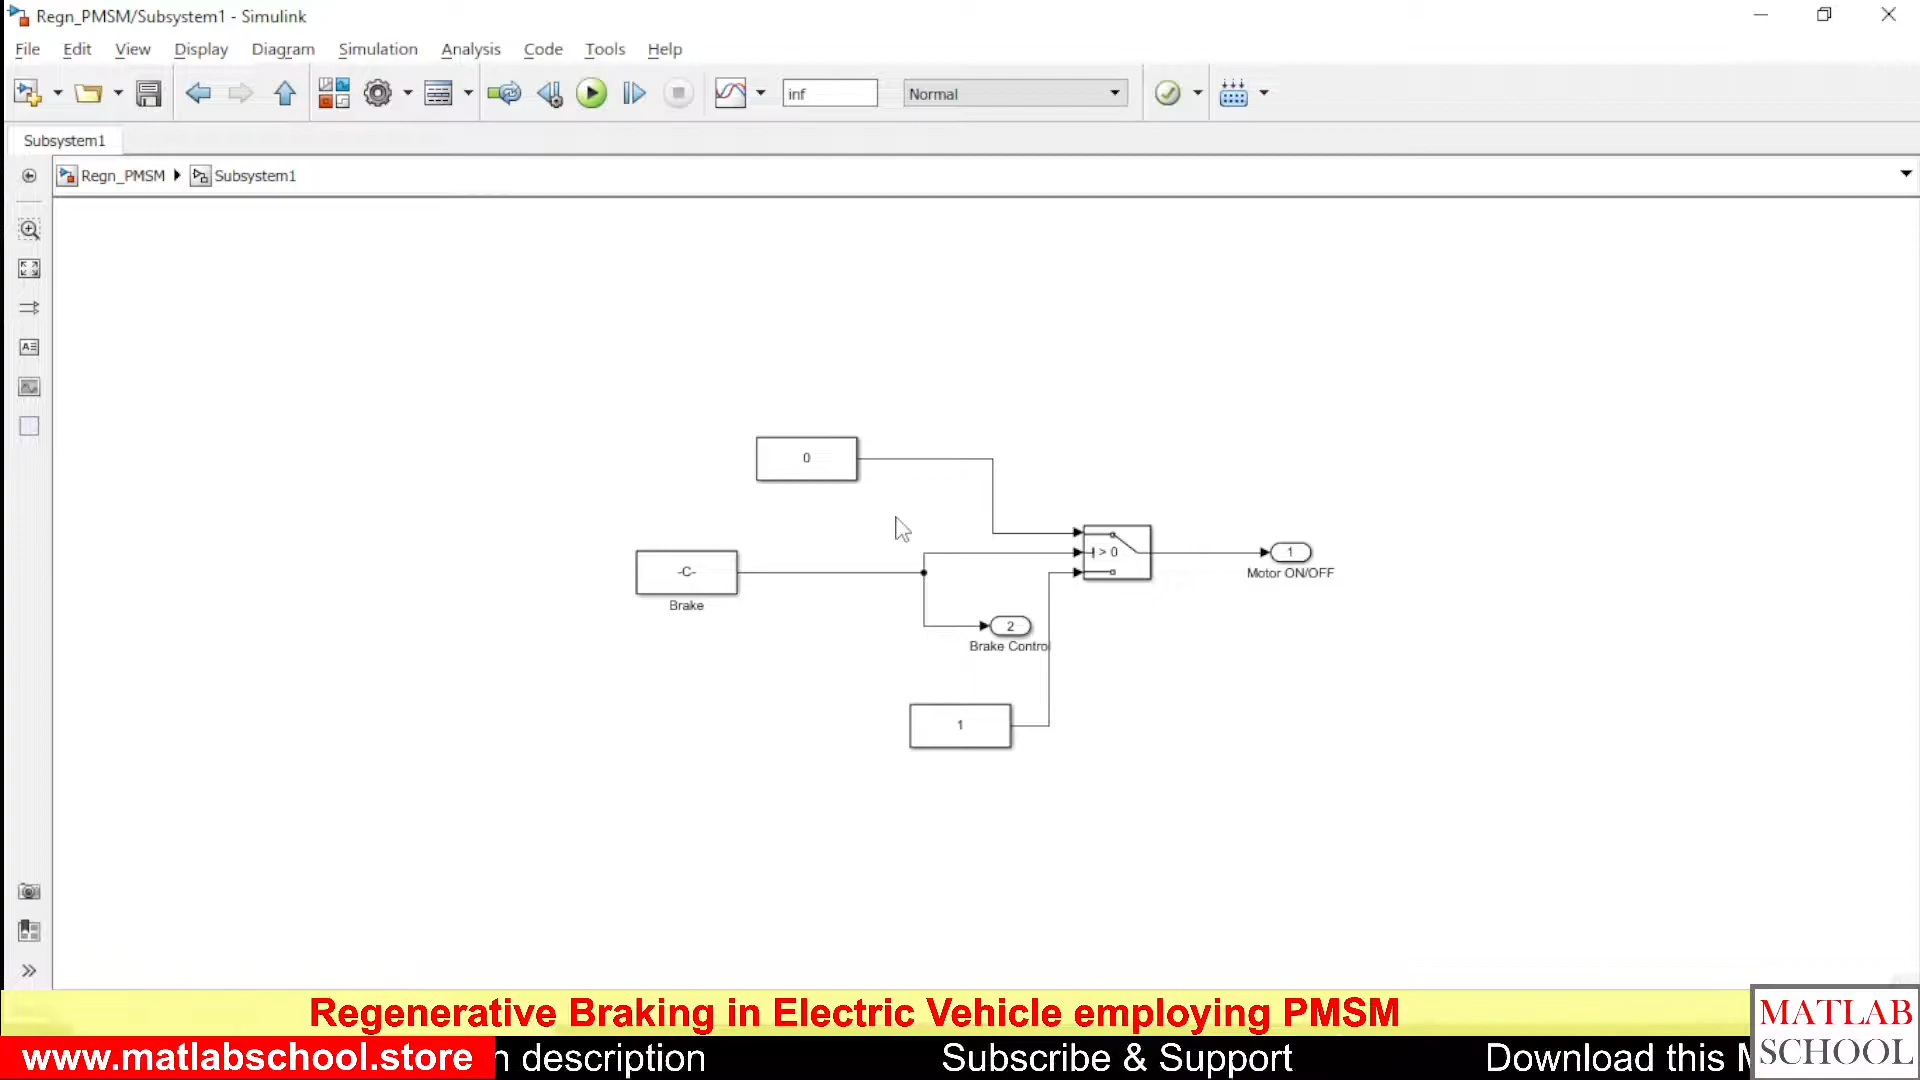 Regn_PMSM/Subsystem1 - Simulink
File Edit View Display Diagram Simulation Analysis Code Tools Help
inf Normal
Subsystem1
Regn_PMSM Subsystem1
0
-C-
Brake
> 0
1
Motor ON/OFF
2
Brake Control
1
Regenerative Braking in Electric Vehicle employing PMSM
www.matlabschool.store n description Subscribe & Support Download this M
MATLAB
SCHOOL